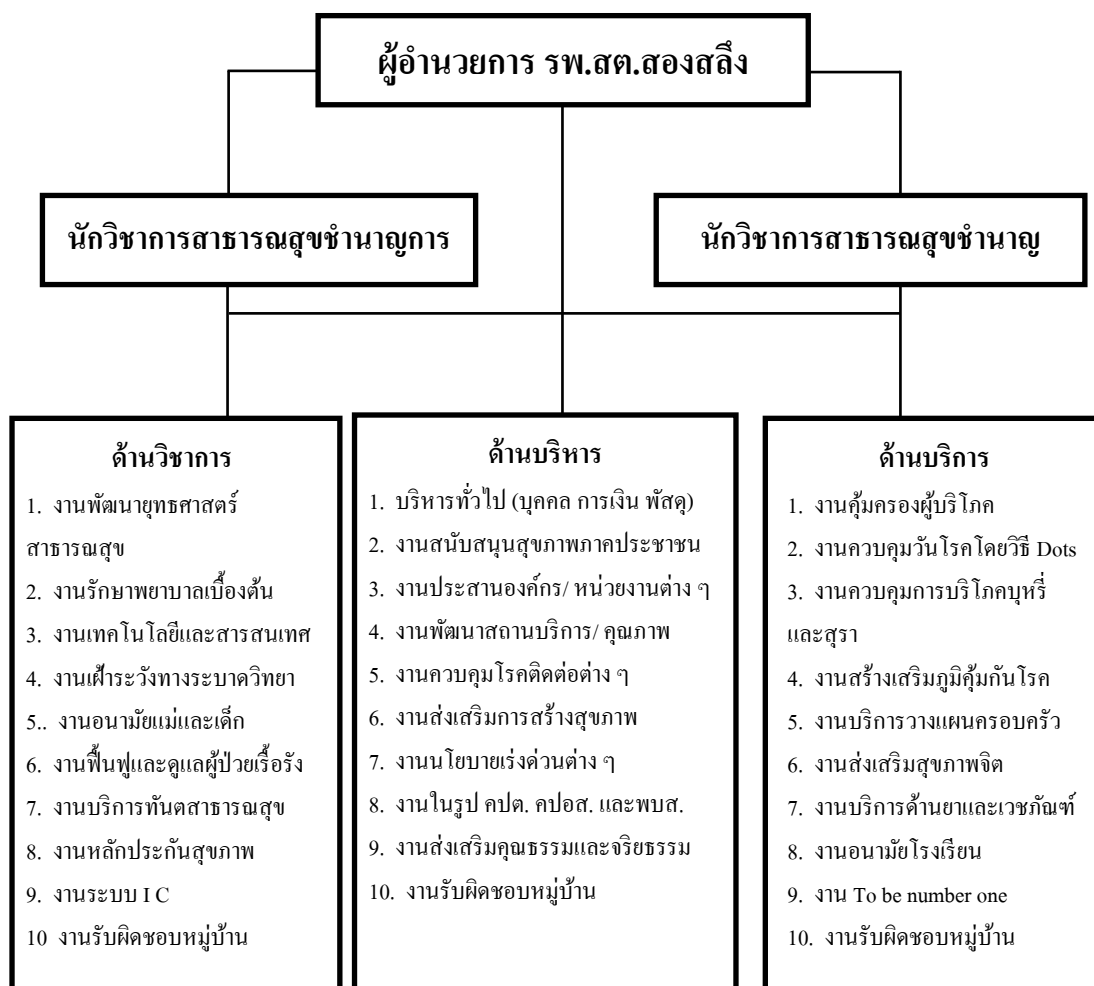 ผู้อำนวยการ รพ.สต.สองสลึง
นักวิชาการสาธารณสุขชำนาญการ
นักวิชาการสาธารณสุขชำนาญ
ด้านวิชาการ
1. งานพัฒนายุทธศาสตร์
สาธารณสุข
2. งานรักษาพยาบาลเบื้องต้น
3. งานเทคโนโลยีและสารสนเทศ
4. งานเฝ้าระวังทางระบาดวิทยา
5.. งานอนามัยแม่และเด็ก
6. งานฟื้นฟูและดูแลผู้ป่วยเรื้อรัง
7. งานบริการทันตสาธารณสุข
8. งานหลักประกันสุขภาพ
9. งานระบบ I C
10 งานรับผิดชอบหมู่บ้าน
ด้านบริหาร
1. บริหารทั่วไป (บุคคล การเงิน พัสดุ)
2. งานสนับสนุนสุขภาพภาคประชาชน
3. งานประสานองค์กร/ หน่วยงานต่าง ๆ
4. งานพัฒนาสถานบริการ/ คุณภาพ
5. งานควบคุมโรคติดต่อต่าง ๆ
6. งานส่งเสริมการสร้างสุขภาพ
7. งานนโยบายเร่งด่วนต่าง ๆ
8. งานในรูป คปต. คปอส. และพบส.
9. งานส่งเสริมคุณธรรมและจริยธรรม
10. งานรับผิดชอบหมู่บ้าน
ด้านบริการ
1. งานคุ้มครองผู้บริโภค
2. งานควบคุมวันโรคโดยวิธี Dots
3. งานควบคุมการบริโภคบุหรี่
และสุรา
4. งานสร้างเสริมภูมิคุ้มกันโรค
5. งานบริการวางแผนครอบครัว
6. งานส่งเสริมสุขภาพจิต
7. งานบริการด้านยาและเวชภัณฑ์
8. งานอนามัยโรงเรียน
9. งาน To be number one
10. งานรับผิดชอบหมู่บ้าน